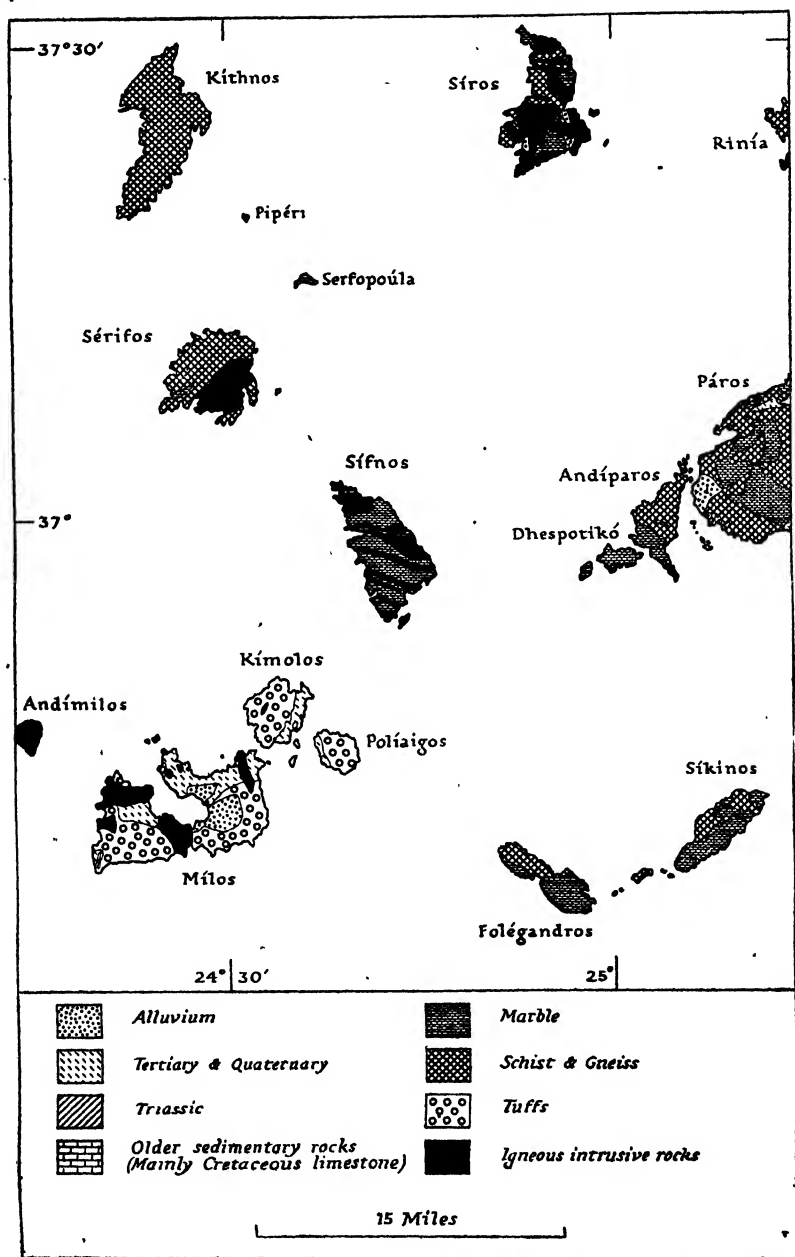 37°30′
Kíthnos
Síros
Rinía
Pipéri
Serfopoúla
Sérifos
Páros
Sífnos
Andíparos
37°
Dhespotikó
Kímolos
Andímilos
Políaigos
Síkinos
Mílos
Folégandros
24° 30′
25°
Alluvium
Marble
Tertiary & Quaternary
Schist & Gneiss
Triassic
Tuffs
Older sedimentary rocks
(Mainly Cretaceous limestone)
Igneous intrusive rocks
15 Miles